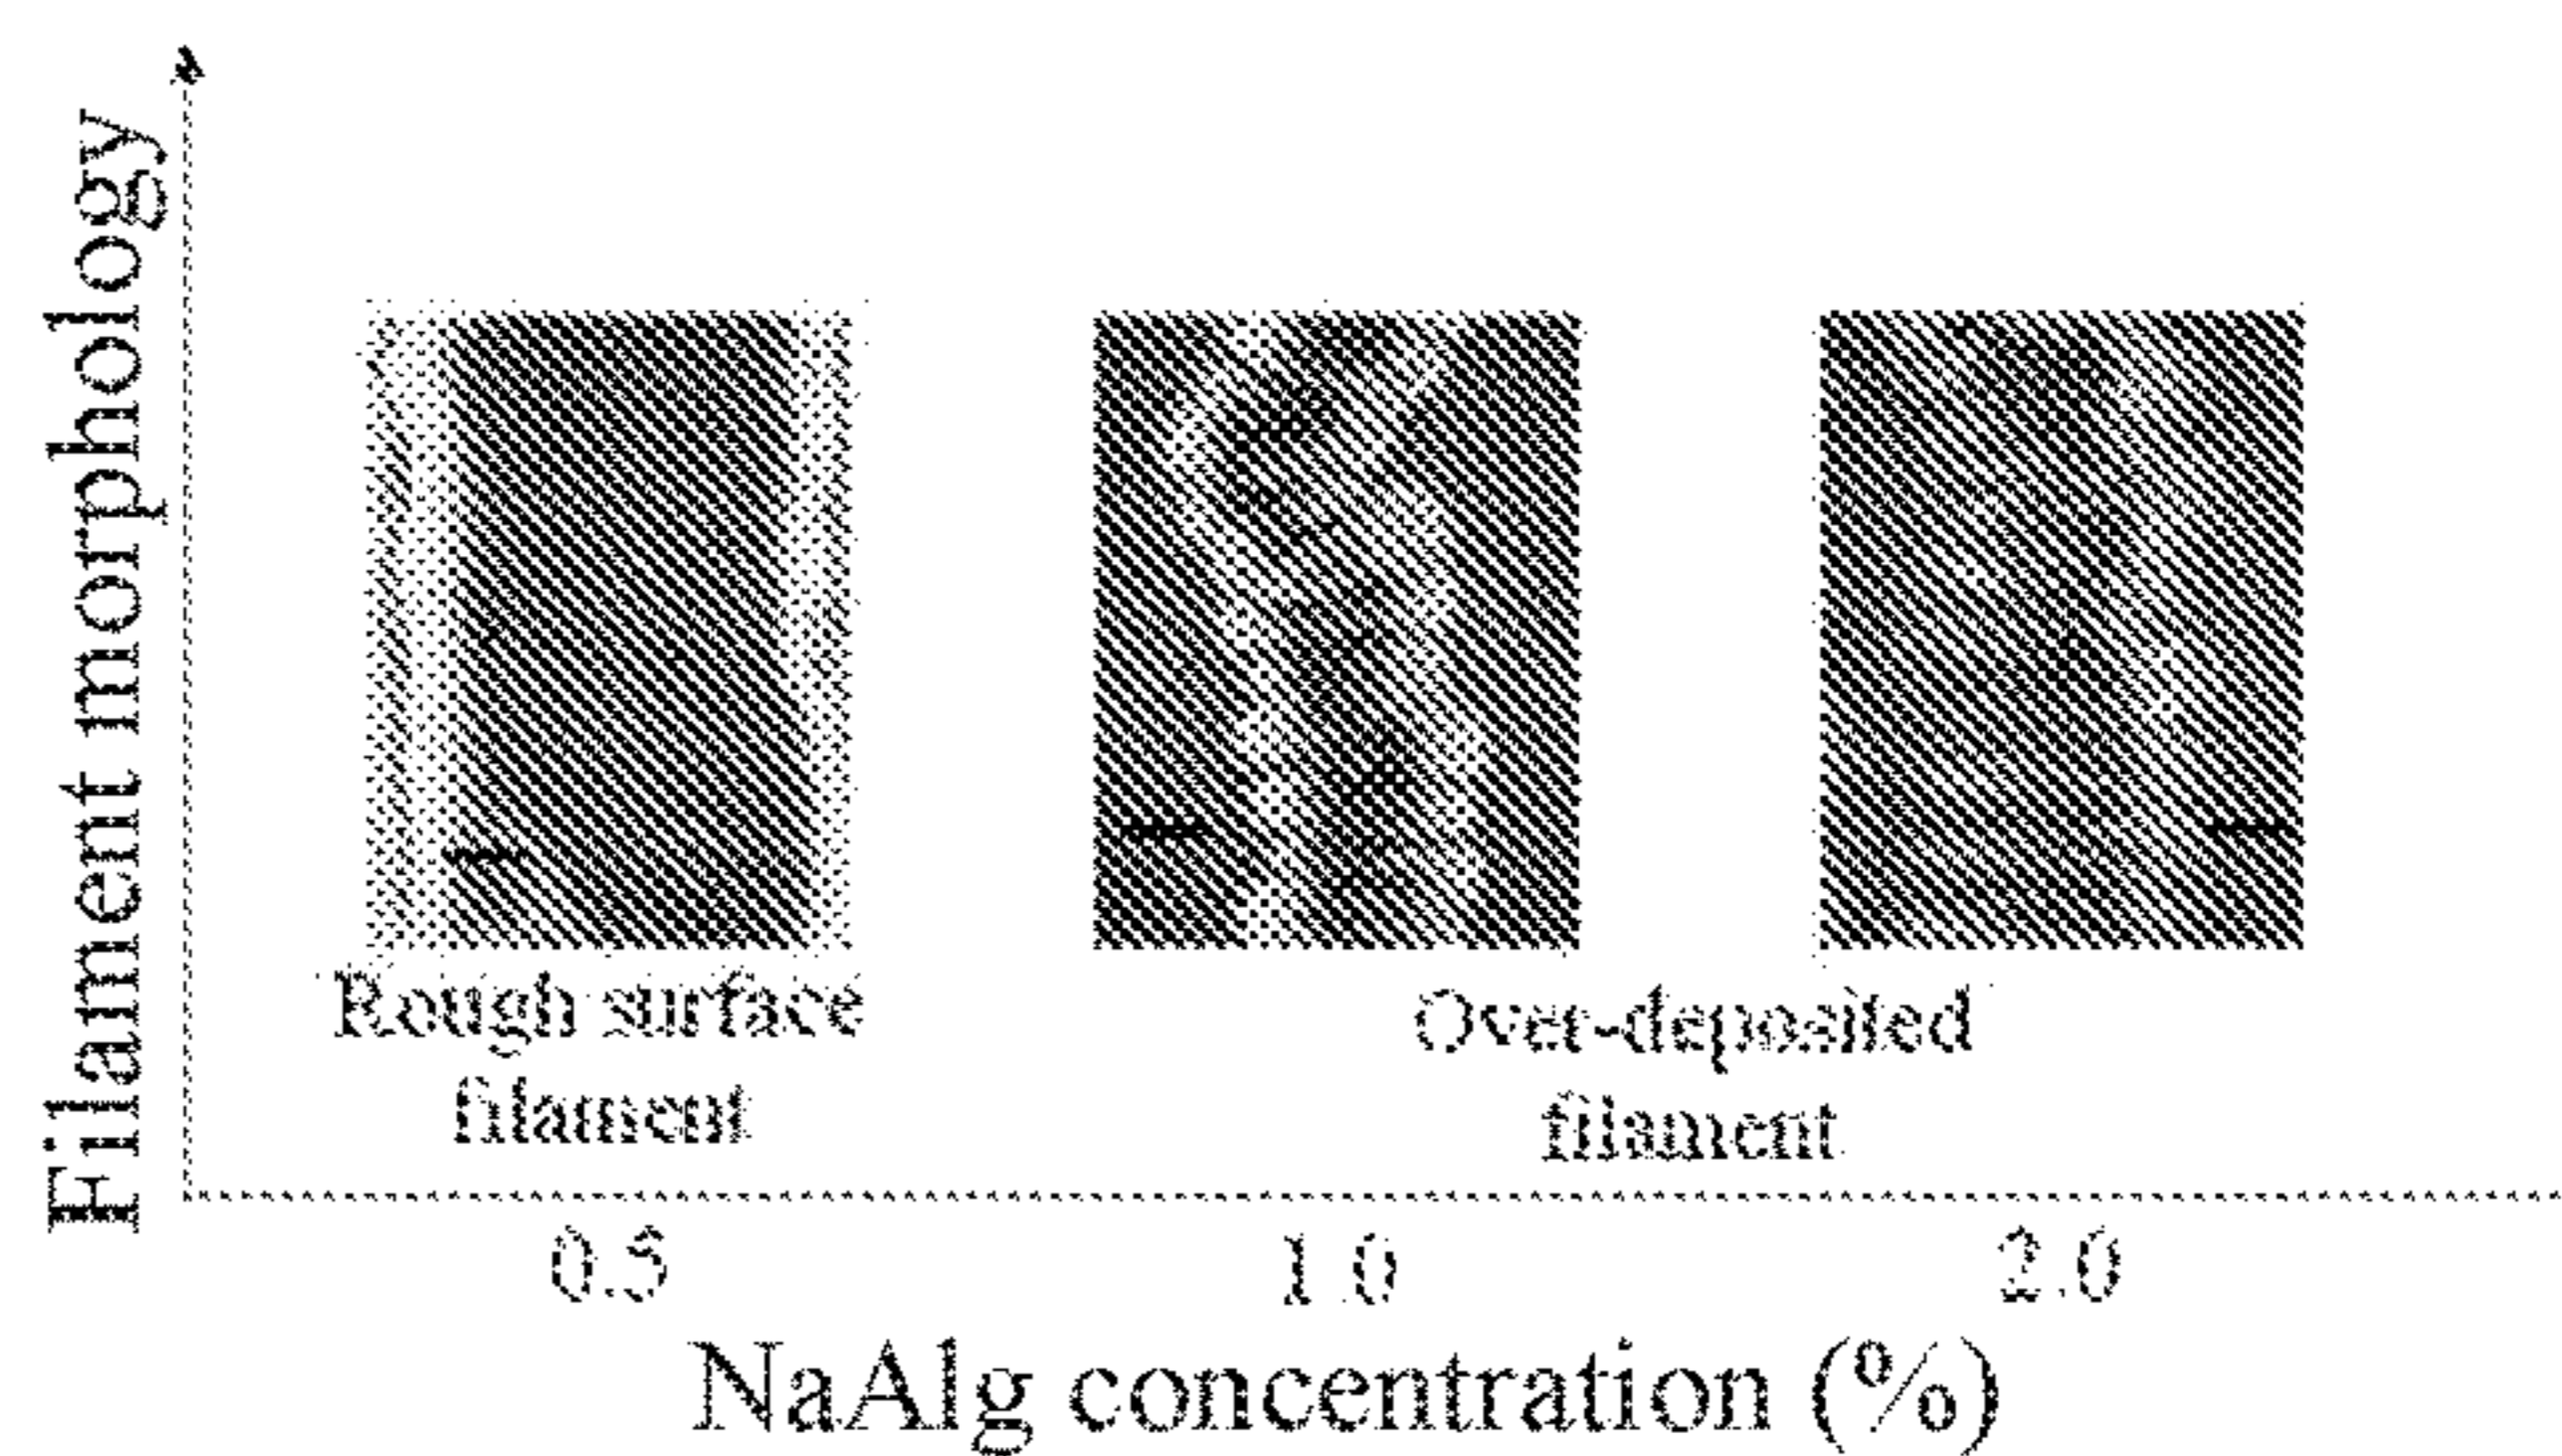 Filament morphology
Rough surface
filament
Over-deposited
filament
0.5
1.0
2.0
NaAlg concentration (%)